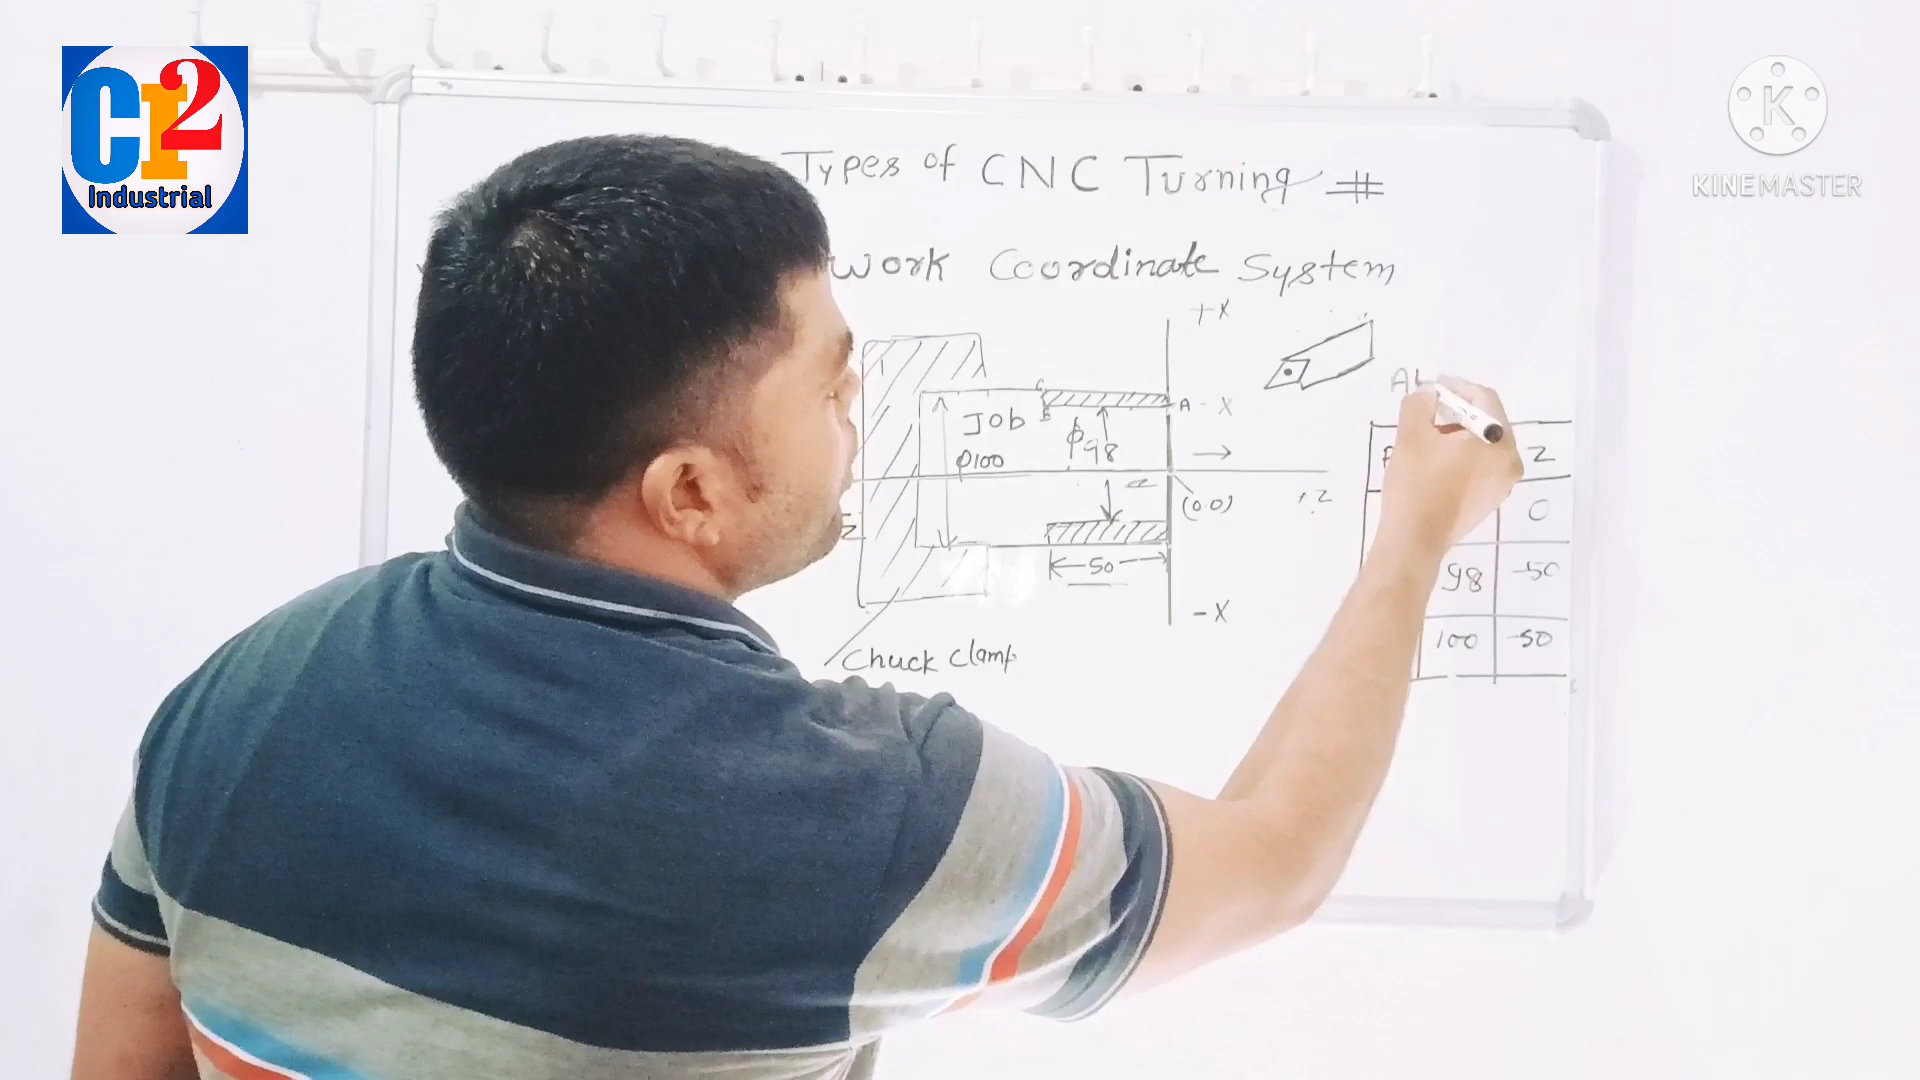 CI2
Industrial
KINEMASTER
Types of CNC Turning #
Work Coordinate System
+X
C
B
A
-X
Job
φ98
φ100
Z
0
(0.0)
+Z
98
-50
50
100
-50
-X
Chuck Clamp